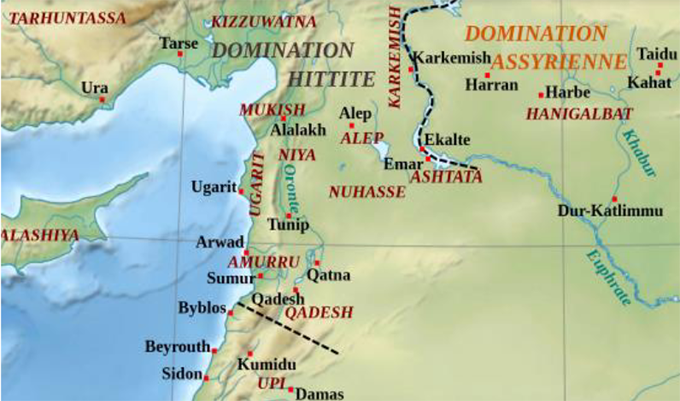 TARHUNTASSA
KIZZUWATNA
Tarse
DOMINATION
HITTITE
KARKEMISH
DOMINATION
ASSYRIENNE
Karkemish
Harran
Taidu
Kahat
Harbe
HANIGALBAT
Ura
MUKISH
Alalakh
Alep
ALEP
Ekalte
Emar
ASHTATA
Khabur
NIYA
Oronte
NUHASSE
Ugarit
UGARIT
Tunip
Dur-Katlimmu
ALASHIYA
Arwad
AMURRU
Sumur
Qatna
Euphrate
Qadesh
QADESH
Byblos
Beyrouth
Kumidu
Sidon
UPI
Damas